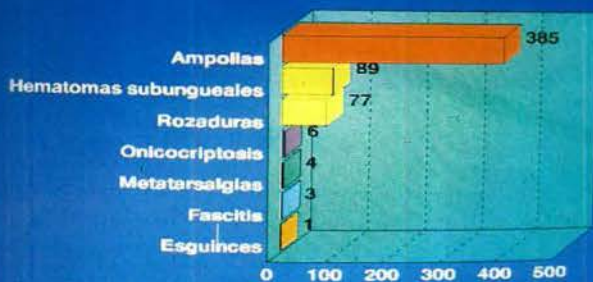 Ampollas 385
Hematomas subungueales 89
Rozaduras 77
Onicocriptosis 6
Metatarsalgias 4
Fascitis 3
Esguinces 1
0 100 200 300 400 500